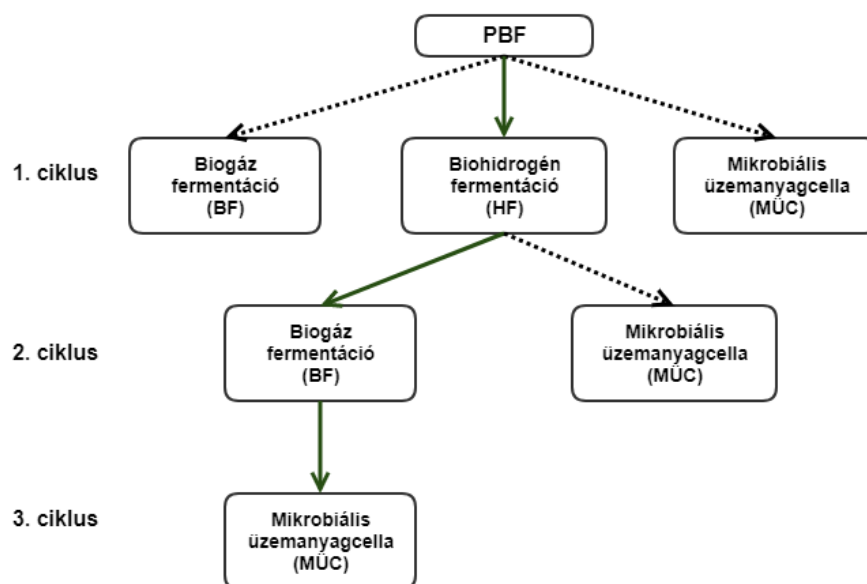 PBF
1. ciklus
Biogáz
fermentáció
(BF)
Biohidrogén
fermentáció
(HF)
Mikrobiális
üzemanyagcella
(MÜC)
2. ciklus
Biogáz
fermentáció
(BF)
Mikrobiális
üzemanyagcella
(MÜC)
3. ciklus
Mikrobiális
üzemanyagcella
(MÜC)